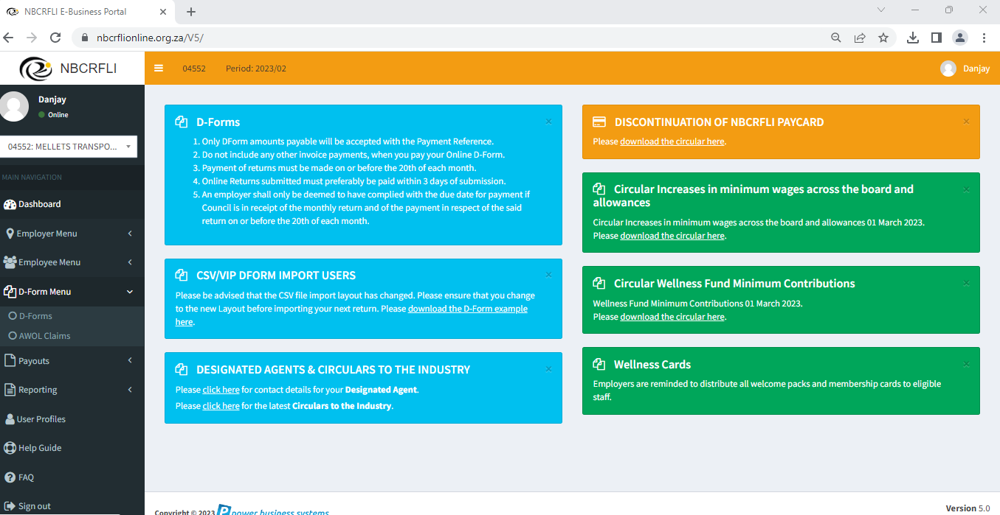 NBCRFLI E-Business Portal
nbcrflionline.org.za/V5/
NBCRFLI
04552
Period: 2023/02
Danjay
Danjay
Online
04552: MELLETS TRANSPO...
MAIN NAVIGATION
Dashboard
Employer Menu
Employee Menu
D-Form Menu
D-Forms
AWOL Claims
Payouts
Reporting
User Profiles
Help Guide
FAQ
Sign out
D-Forms
1. Only DForm amounts payable will be accepted with the Payment Reference.
2. Do not include any other invoice payments, when you pay your Online D-Form.
3. Payment of returns must be made on or before the 20th of each month.
4. Online Returns submitted must preferably be paid within 3 days of submission.
5. An employer shall only be deemed to have complied with the due date for payment if
Council is in receipt of the monthly return and of the payment in respect of the said
return on or before the 20th of each month.
CSV/VIP DFORM IMPORT USERS
Please be advised that the CSV file import layout has changed. Please ensure that you change
to the new Layout before importing your next return. Please download the D-Form example
here.
DESIGNATED AGENTS & CIRCULARS TO THE INDUSTRY
Please click here for contact details for your Designated Agent.
Please click here for the latest Circulars to the Industry.
DISCONTINUATION OF NBCRFLI PAYCARD
Please download the circular here.
Circular Increases in minimum wages across the board and
allowances
Circular Increases in minimum wages across the board and allowances 01 March 2023.
Please download the circular here.
Circular Wellness Fund Minimum Contributions
Wellness Fund Minimum Contributions 01 March 2023.
Please download the circular here.
Wellness Cards
Employers are reminded to distribute all welcome packs and membership cards to eligible
staff.
Copyright © 2023 power business systems
Version 5.0